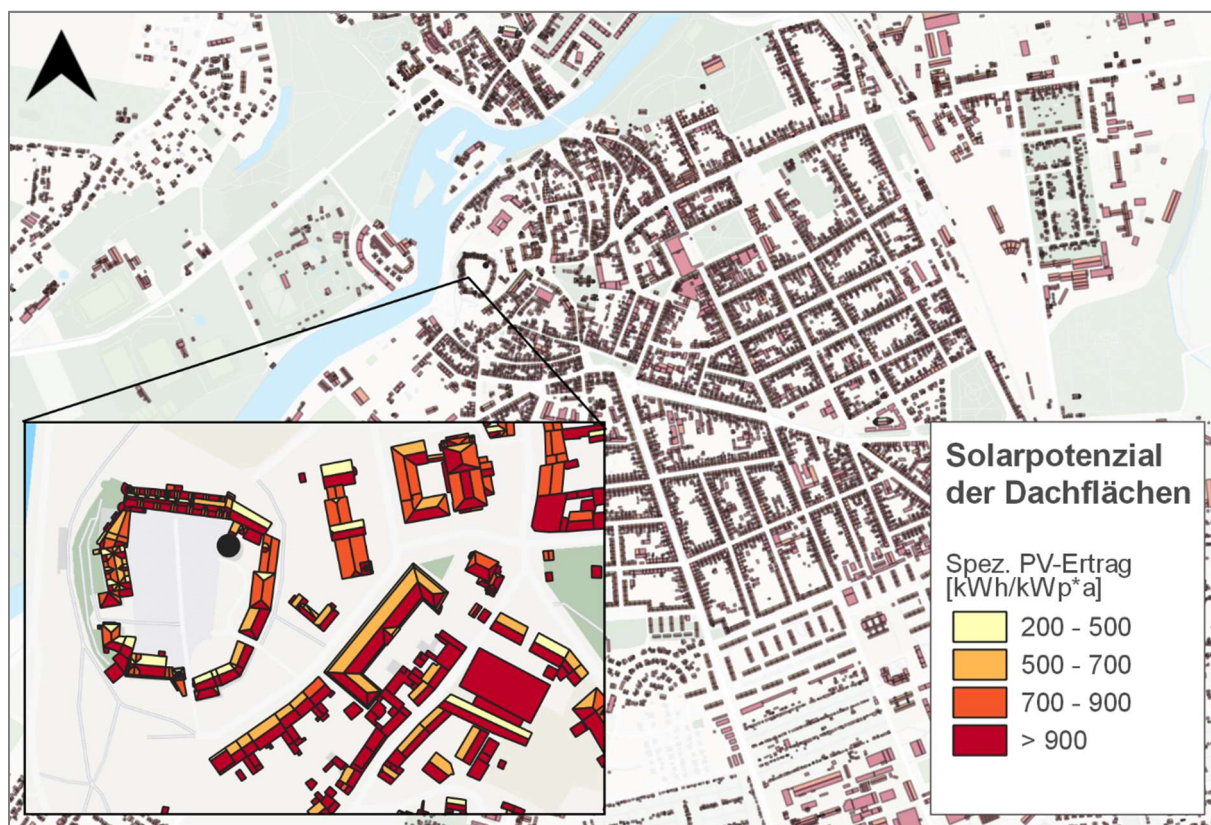 Solarpotenzial
der Dachflächen
Spez. PV-Ertrag
[kWh/kWp*a]
200 - 500
500 - 700
700 - 900
> 900